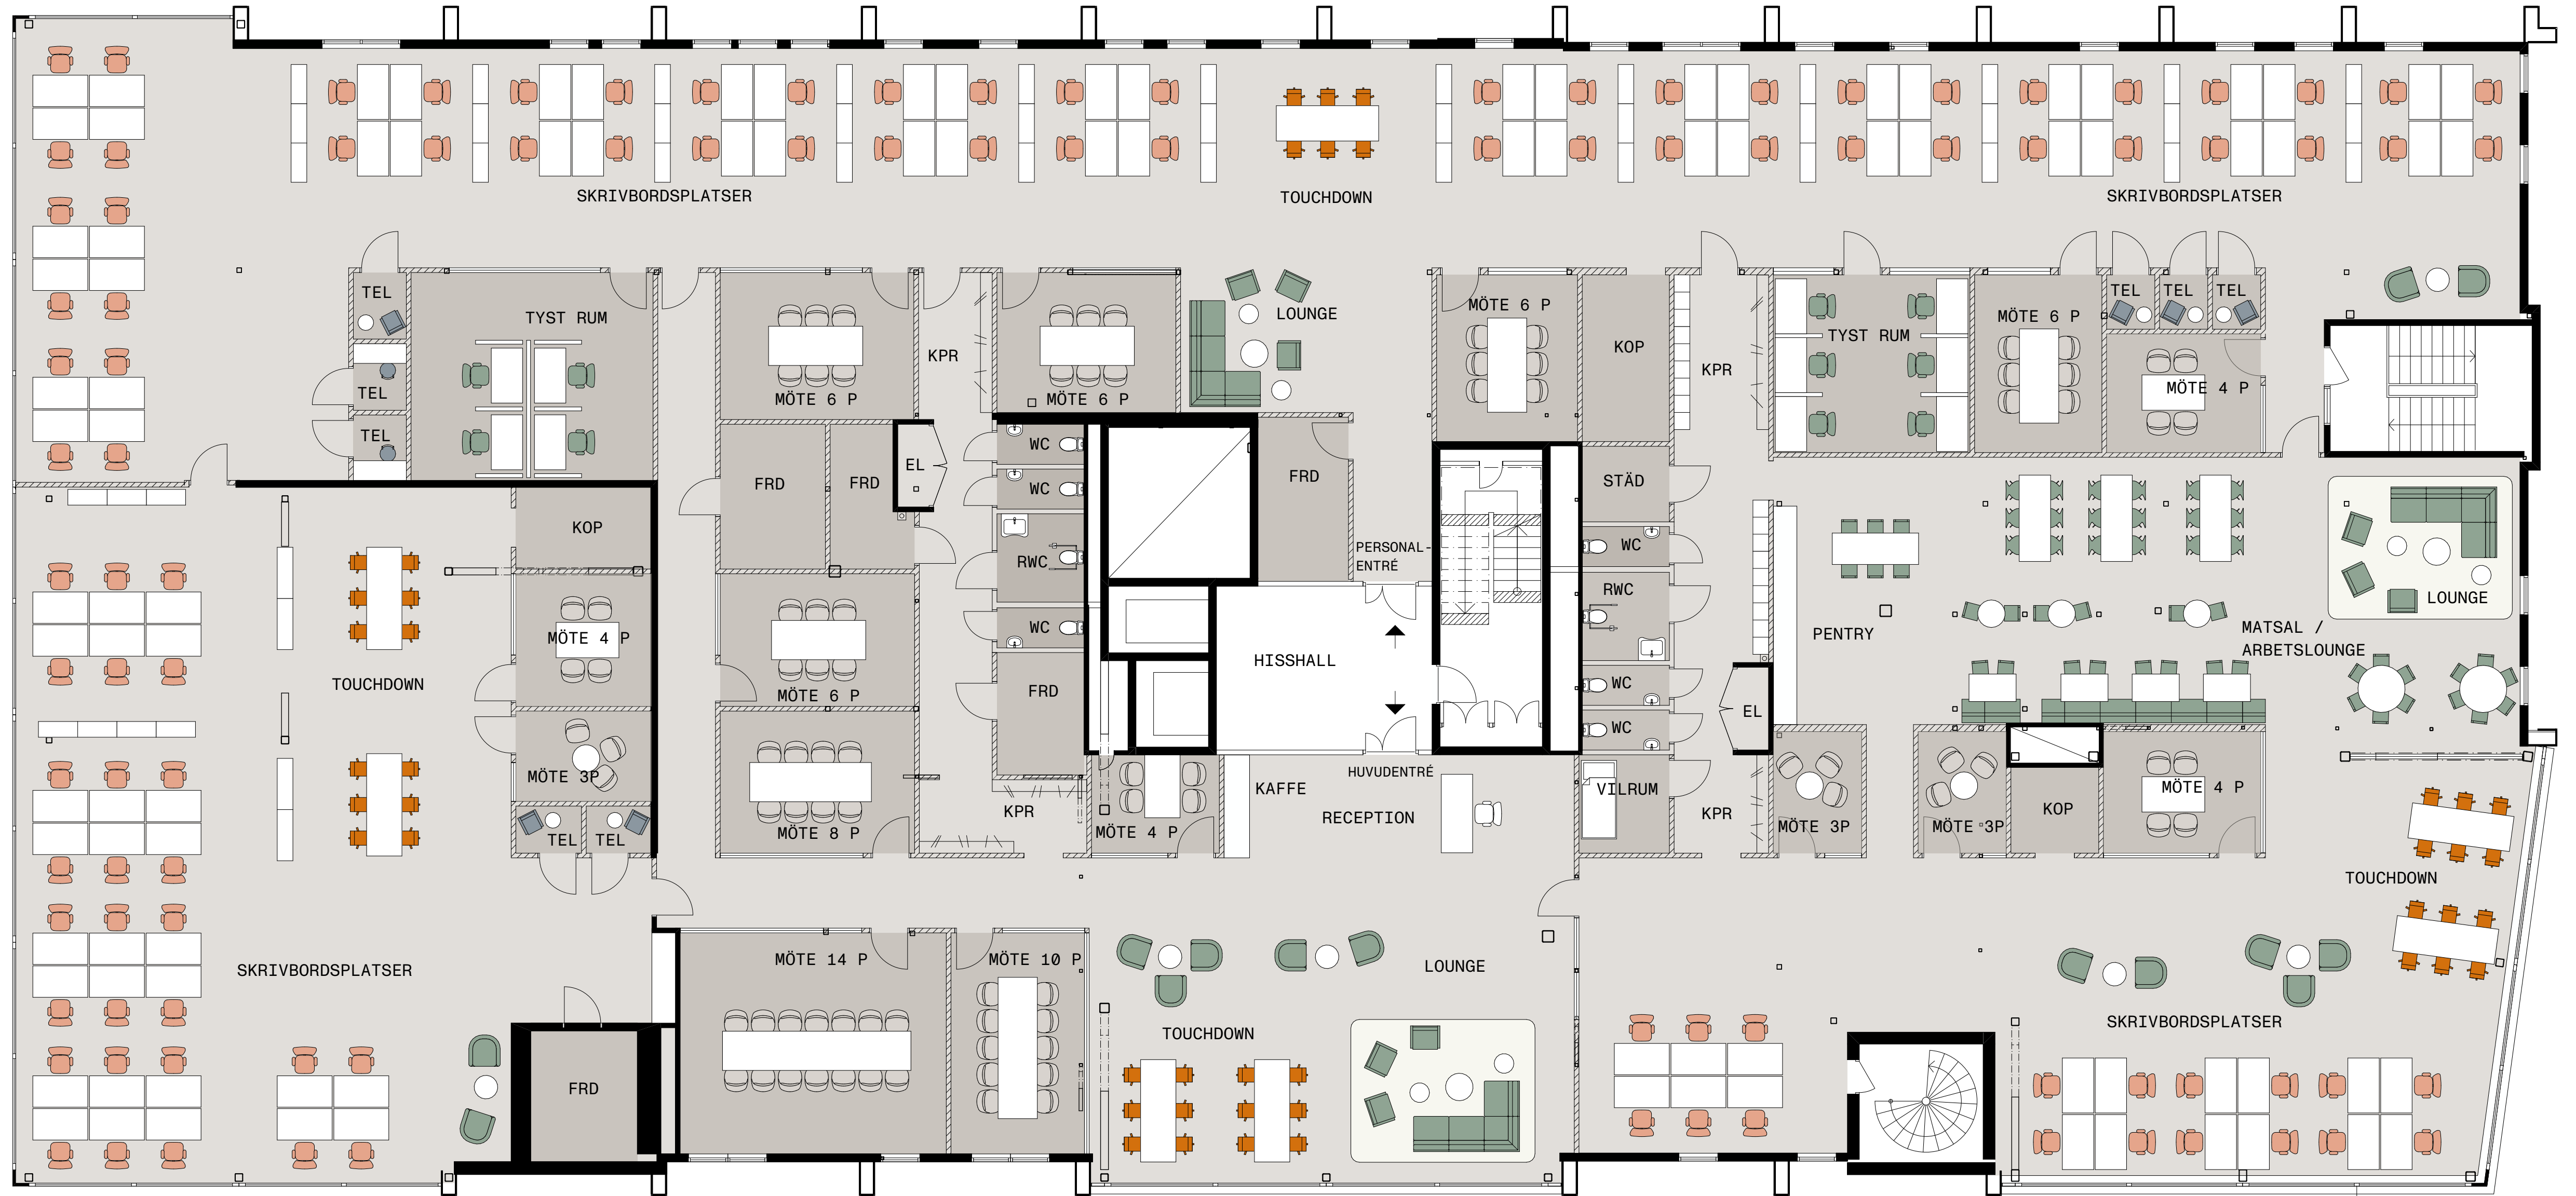 SKRIVBORDSPLATSER
TOUCHDOWN
SKRIVBORDSPLATSER
TEL
TYST RUM
TEL
TEL
MÖTE 6 P
KPR
MÖTE 6 P
LOUNGE
MÖTE 6 P
KOP
KPR
TYST RUM
MÖTE 6 P
TEL
TEL
TEL
MÖTE 4 P
FRD
FRD
EL
WC
WC
RWC
WC
FRD
FRD
PERSONAL-
ENTRÉ
STÄD
WC
RWC
WC
WC
EL
HISSHALL
KOP
MÖTE 4 P
TOUCHDOWN
MÖTE 3P
TEL
TEL
MÖTE 6 P
MÖTE 8 P
KPR
MÖTE 4 P
KAFFE
HUVUDENTRÉ
RECEPTION
VILRUM
KPR
PENTRY
LOUNGE
MATSAL /
ARBETSLOUNGE
MÖTE 3P
MÖTE 3P
KOP
MÖTE 4 P
TOUCHDOWN
SKRIVBORDSPLATSER
FRD
MÖTE 14 P
MÖTE 10 P
LOUNGE
TOUCHDOWN
SKRIVBORDSPLATSER